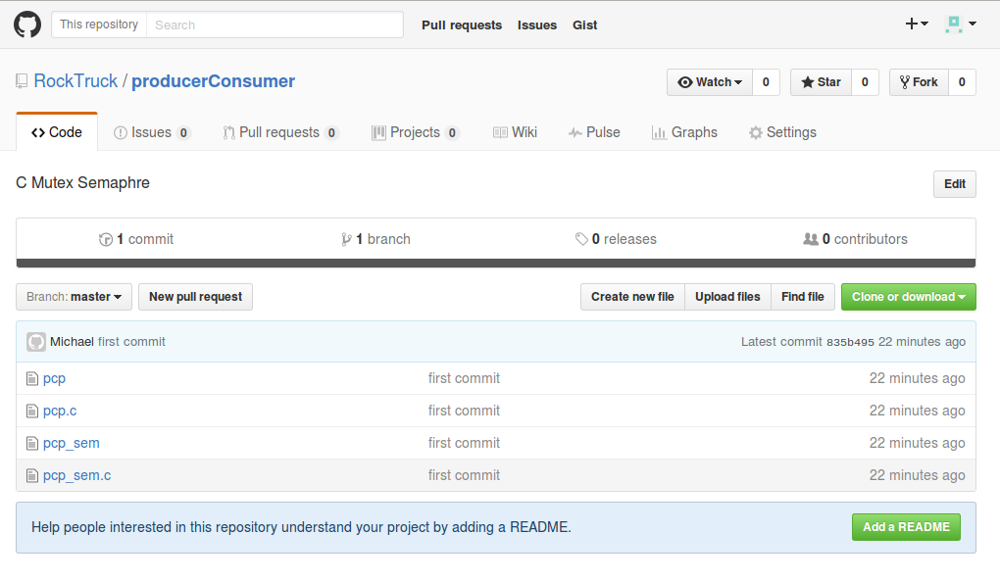 This repository Search Pull requests Issues Gist
RockTruck / producerConsumer Watch 0 Star 0 Fork 0
Code Issues 0 Pull requests 0 Projects 0 Wiki Pulse Graphs Settings
C Mutex Semaphre Edit
1 commit 1 branch 0 releases 0 contributors
Branch: master New pull request Create new file Upload files Find file Clone or download
Michael first commit Latest commit 835b495 22 minutes ago
pcp first commit 22 minutes ago
pcp.c first commit 22 minutes ago
pcp_sem first commit 22 minutes ago
pcp_sem.c first commit 22 minutes ago
Help people interested in this repository understand your project by adding a README. Add a README